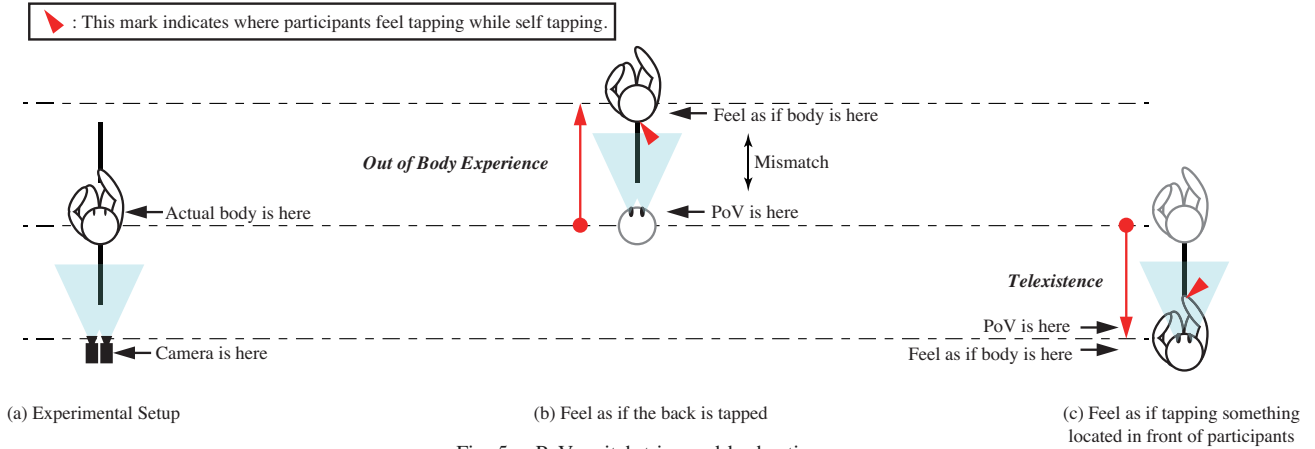 : This mark indicates where participants feel tapping while self tapping.
Feel as if body is here
Out of Body Experience
Mismatch
Actual body is here
PoV is here
Telexistence
PoV is here
Camera is here
Feel as if body is here
(a) Experimental Setup
(b) Feel as if the back is tapped
(c) Feel as if tapping something
located in front of participants